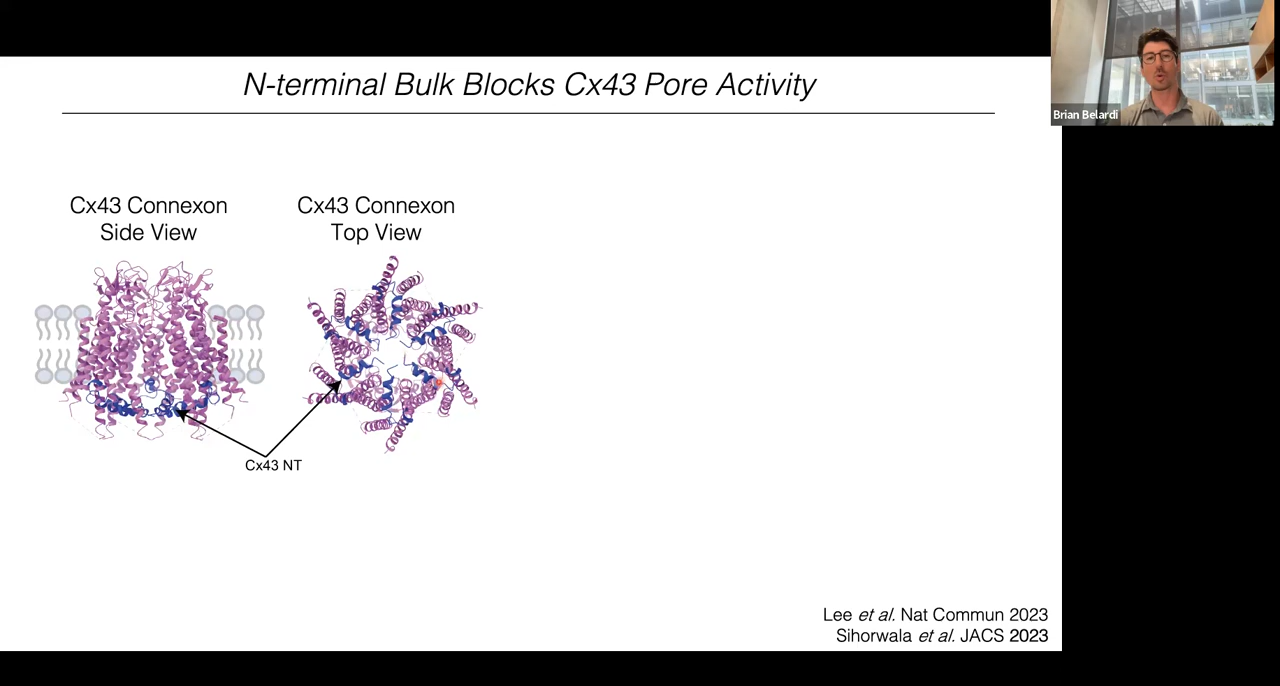 N-terminal Bulk Blocks Cx43 Pore Activity
Brian Belardi
Cx43 Connexon
Side View
Cx43 Connexon
Top View
Cx43 NT
Lee et al. Nat Commun 2023
Sihorwala et al. JACS 2023